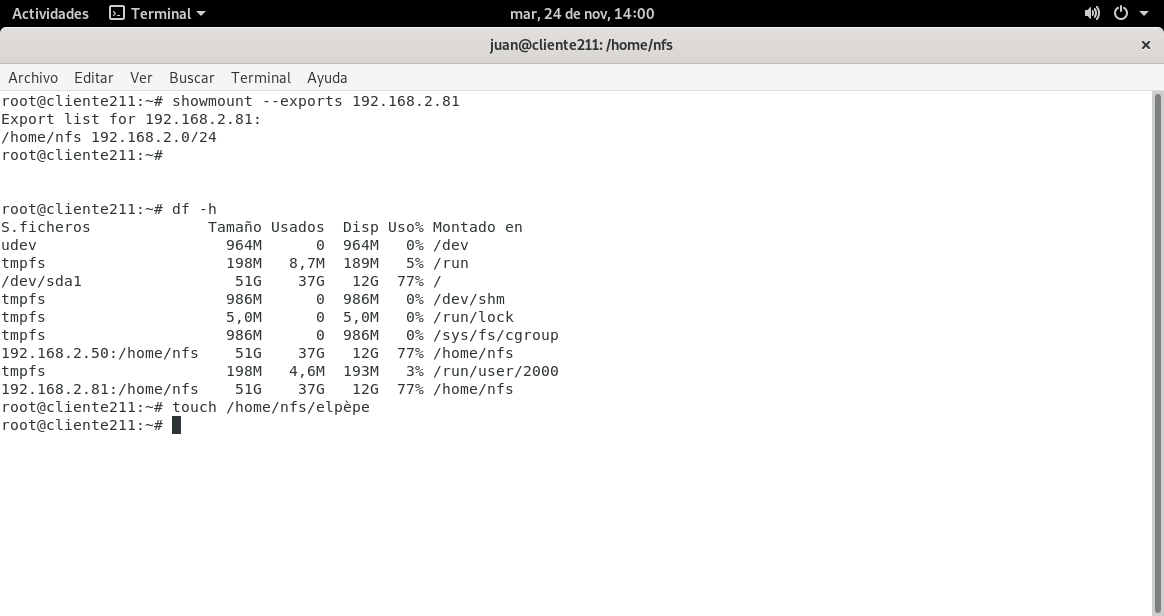 Actividades Terminal mar, 24 de nov, 14:00
juan@cliente211: /home/nfs ×
Archivo Editar Ver Buscar Terminal Ayuda
root@cliente211:~# showmount --exports 192.168.2.81
Export list for 192.168.2.81:
/home/nfs 192.168.2.0/24
root@cliente211:~#
root@cliente211:~# df -h
S.ficheros Tamaño Usados Disp Uso% Montado en
udev 964M 0 964M 0% /dev
tmpfs 198M 8,7M 189M 5% /run
/dev/sda1 51G 37G 12G 77% /
tmpfs 986M 0 986M 0% /dev/shm
tmpfs 5,0M 0 5,0M 0% /run/lock
tmpfs 986M 0 986M 0% /sys/fs/cgroup
192.168.2.50:/home/nfs 51G 37G 12G 77% /home/nfs
tmpfs 198M 4,6M 193M 3% /run/user/2000
192.168.2.81:/home/nfs 51G 37G 12G 77% /home/nfs
root@cliente211:~# touch /home/nfs/elpèpe
root@cliente211:~#